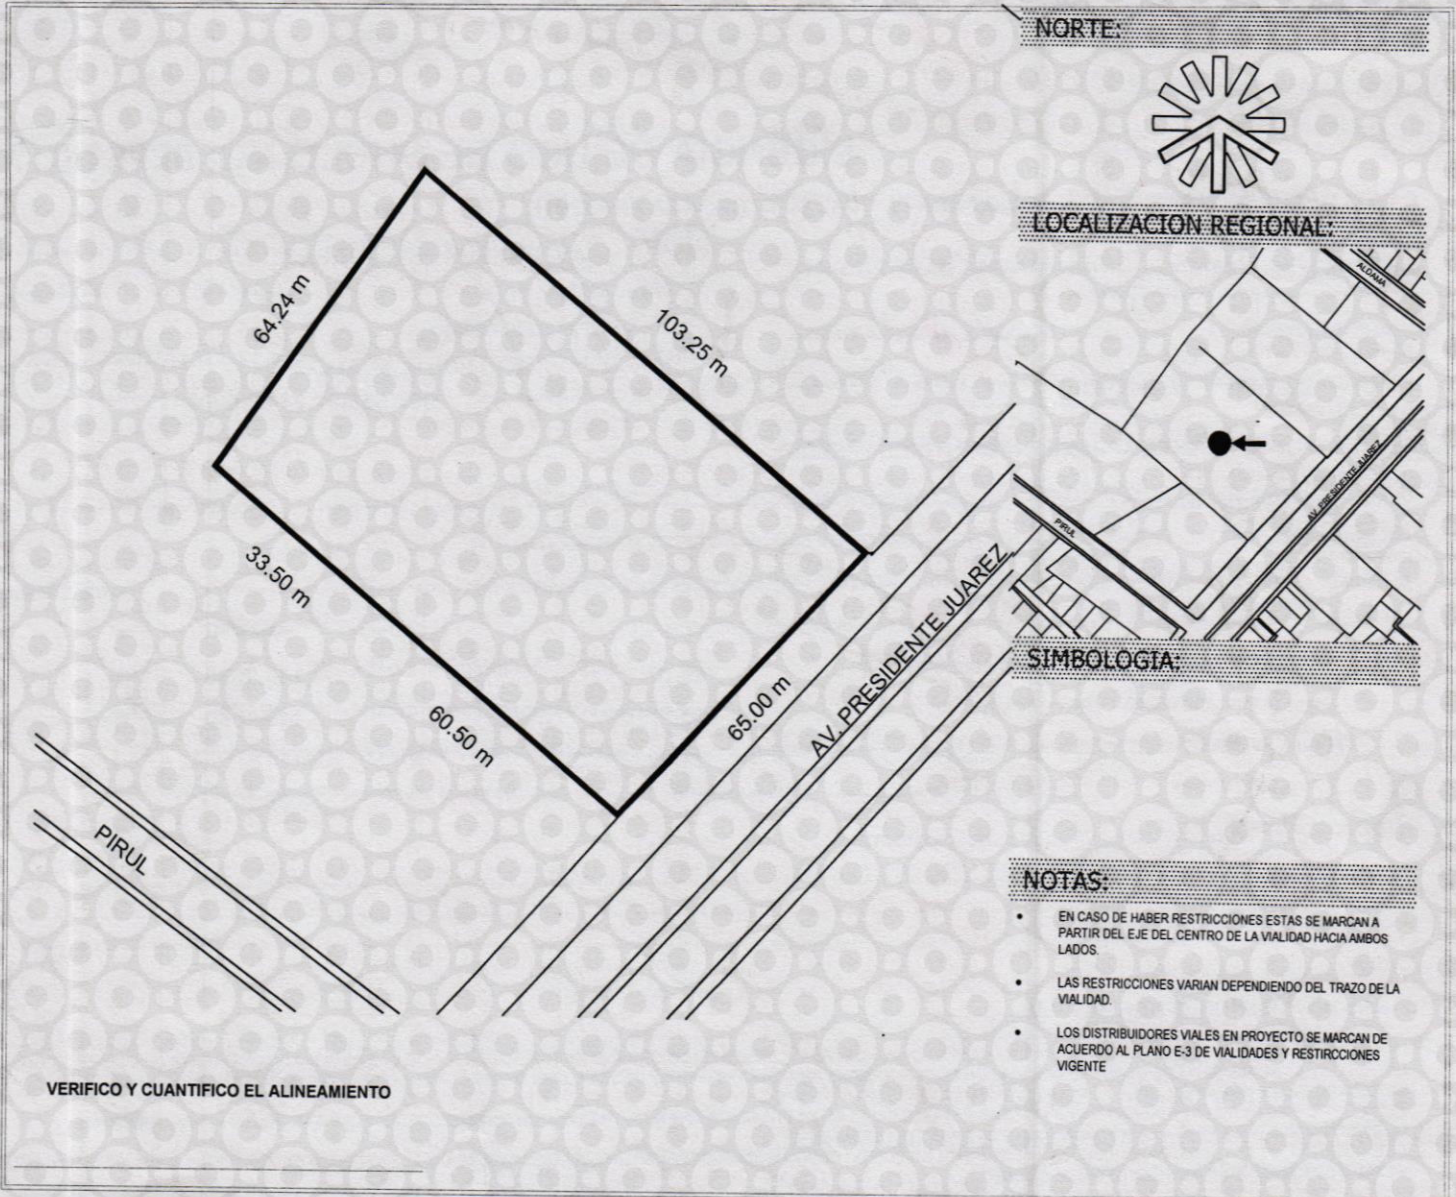 NORTE:
LOCALIZACION REGIONAL:
ALDAMA
AV. PRESIDENTE JUAREZ
PIRUL
64.24 m
103.25 m
33.50 m
60.50 m
65.00 m
AV. PRESIDENTE JUAREZ
PIRUL
SIMBOLOGIA:
NOTAS:
• EN CASO DE HABER RESTRICCIONES ESTAS SE MARCAN A
PARTIR DEL EJE DEL CENTRO DE LA VIALIDAD HACIA AMBOS
LADOS.
• LAS RESTRICCIONES VARIAN DEPENDIENDO DEL TRAZO DE LA
VIALIDAD.
• LOS DISTRIBUIDORES VIALES EN PROYECTO SE MARCAN DE
ACUERDO AL PLANO E-3 DE VIALIDADES Y RESTIRCCIONES
VIGENTE
VERIFICO Y CUANTIFICO EL ALINEAMIENTO